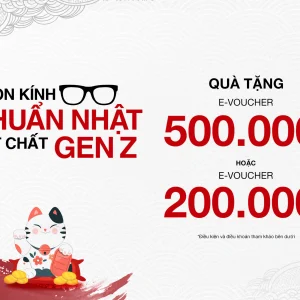 ỌN KÍNH
HUẨN NHẬT
T CHẤT GEN Z
QUÀ TẶNG
E-VOUCHER
500.000
HOẶC
E-VOUCHER
200.000
*Điều kiện và điều khoản tham khảo bên dưới